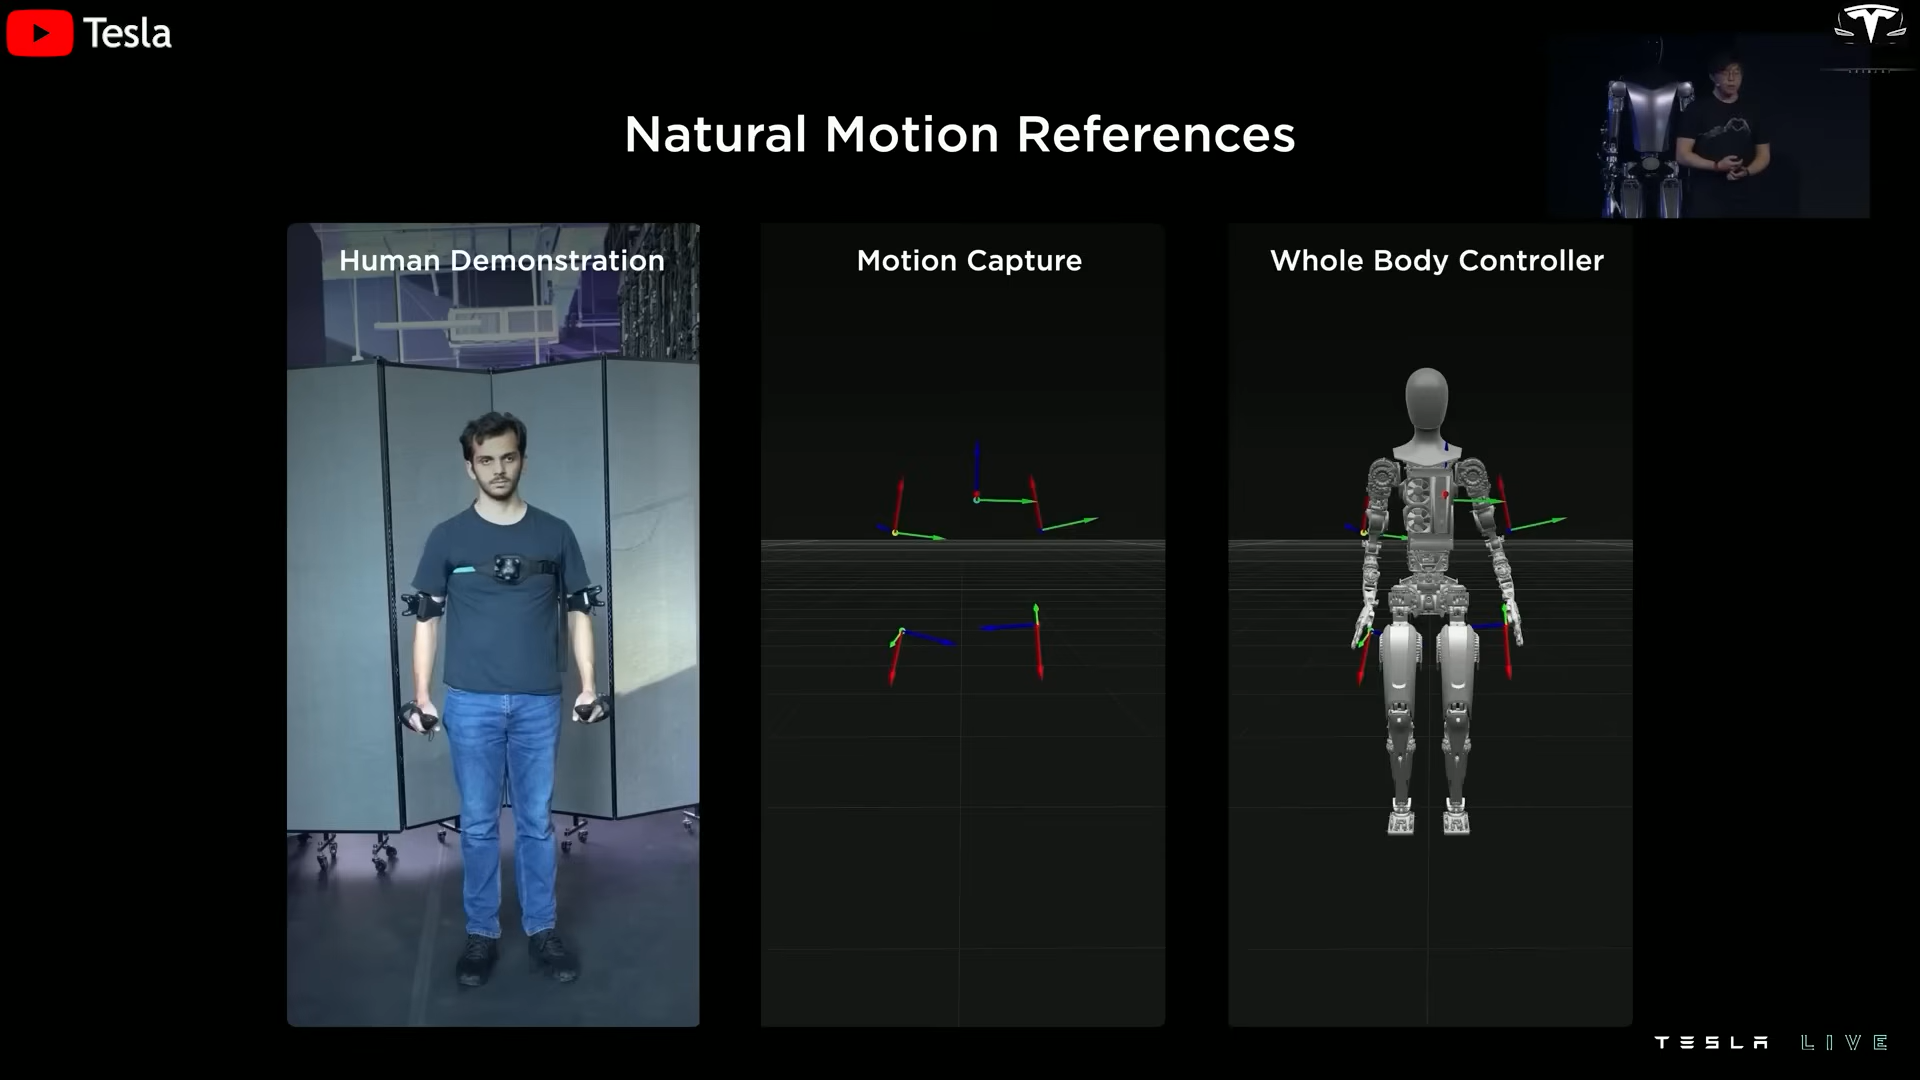 Tesla
Natural Motion References
Human Demonstration
Motion Capture
Whole Body Controller
TESLA LIVE